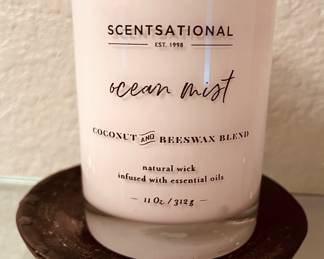 SCENTSATIONAL
EST. 1998
ocean mist
COCONUT AND BEESWAX BLEND
natural wick
infused with essential oils
— 11 Oz / 312g —